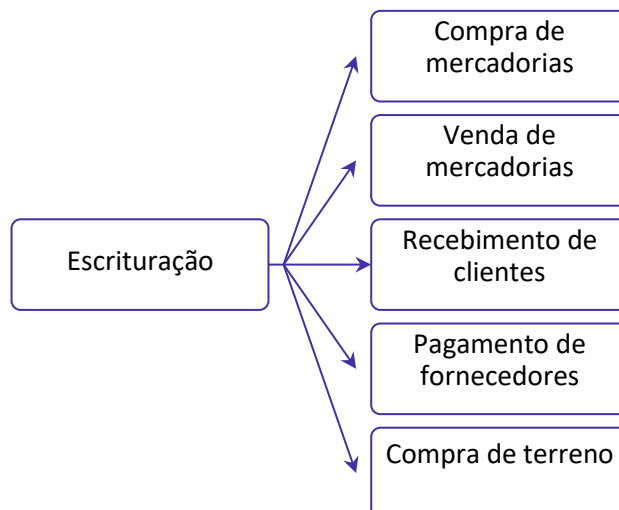 Compra de
mercadorias
Venda de
mercadorias
Escrituração
Recebimento de
clientes
Pagamento de
fornecedores
Compra de terreno